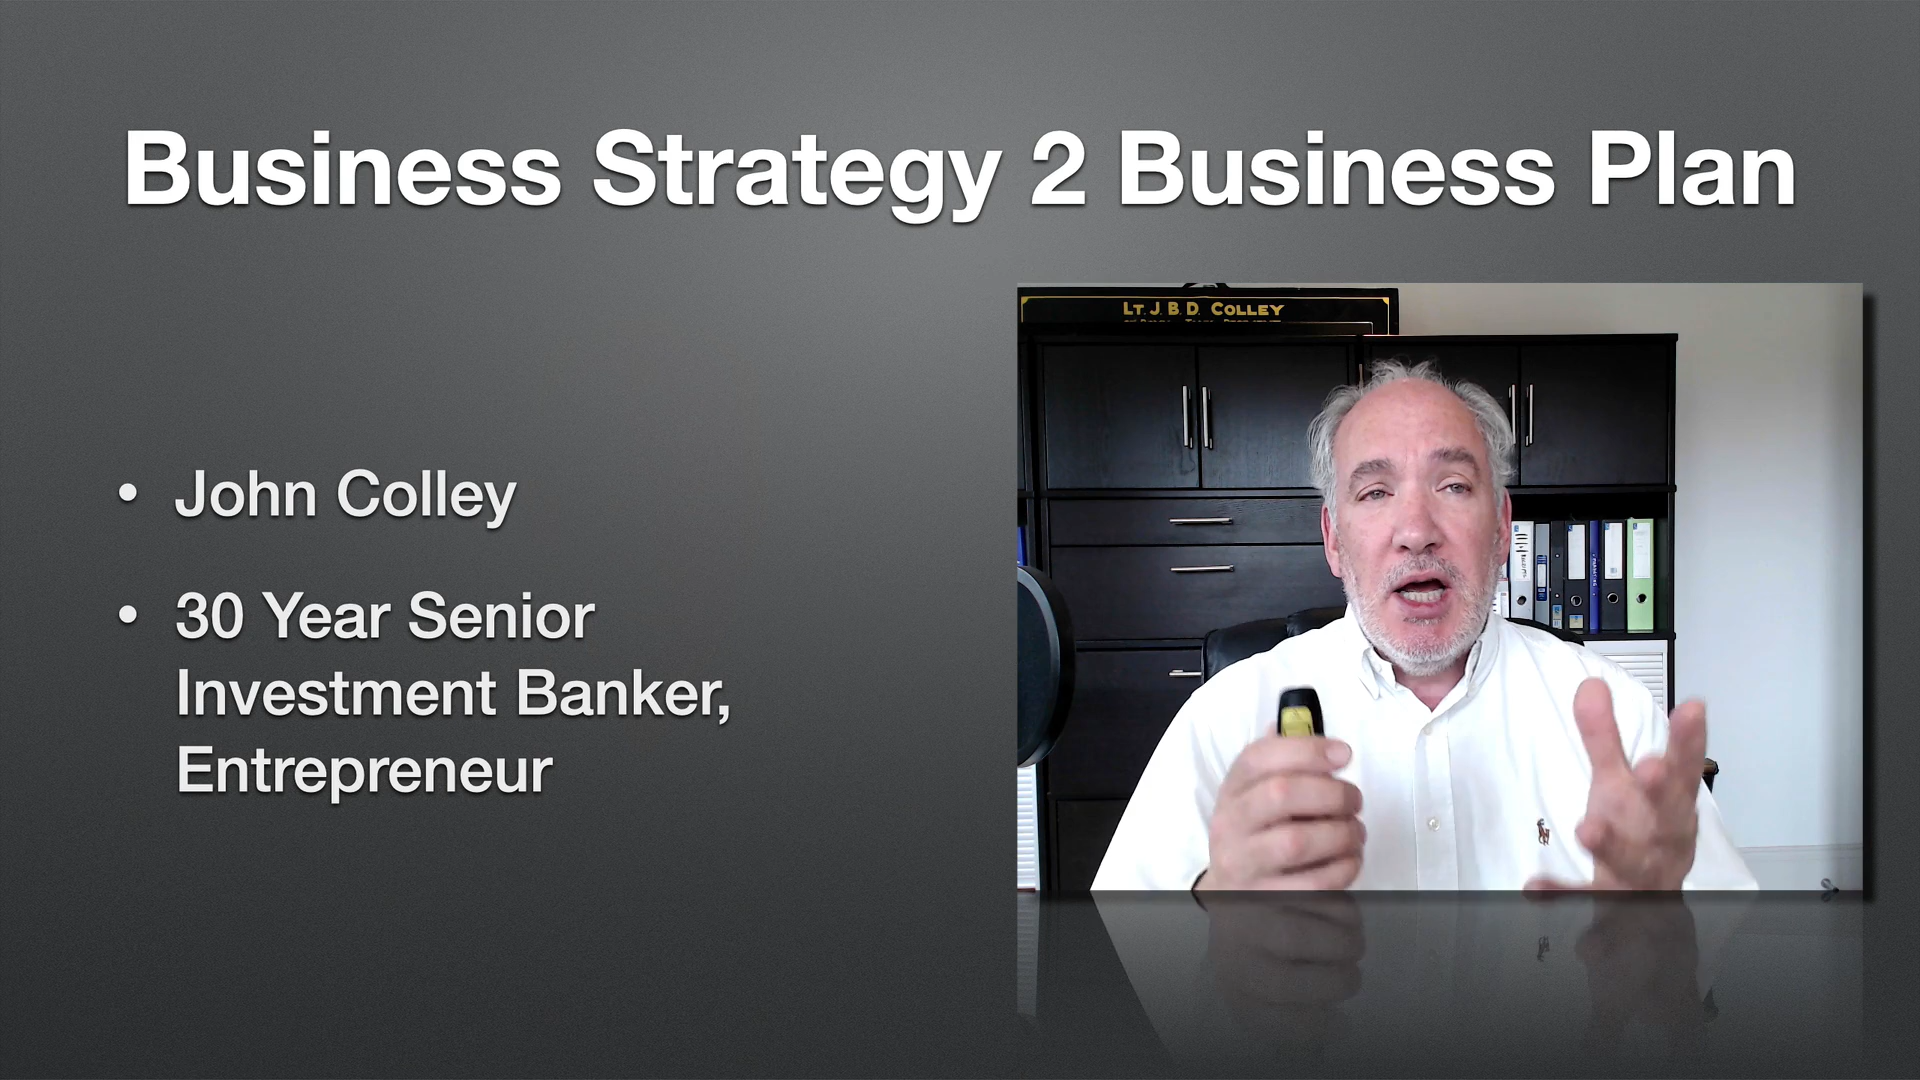 Business Strategy 2 Business Plan
LT. J. B. D. COLLEY
• John Colley
• 30 Year Senior
Investment Banker,
Entrepreneur